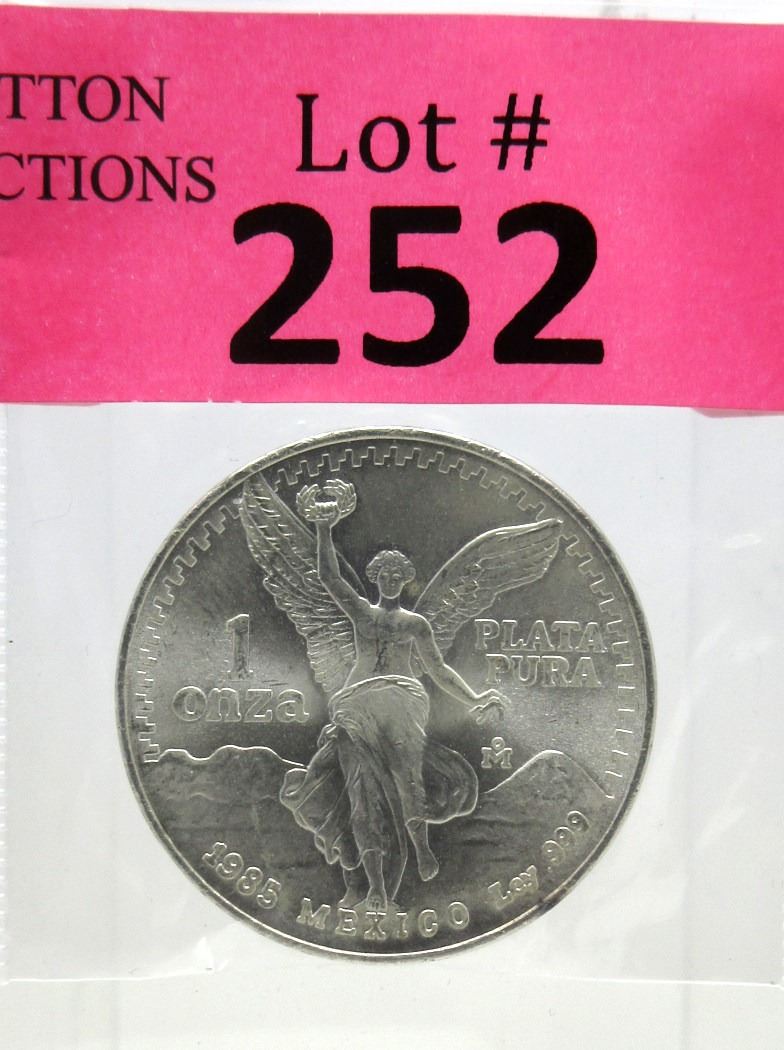 TTON
CTIONS
Lot #
252
1
onza
PLATA
PURA
M
1985 MEXICO Ley .999